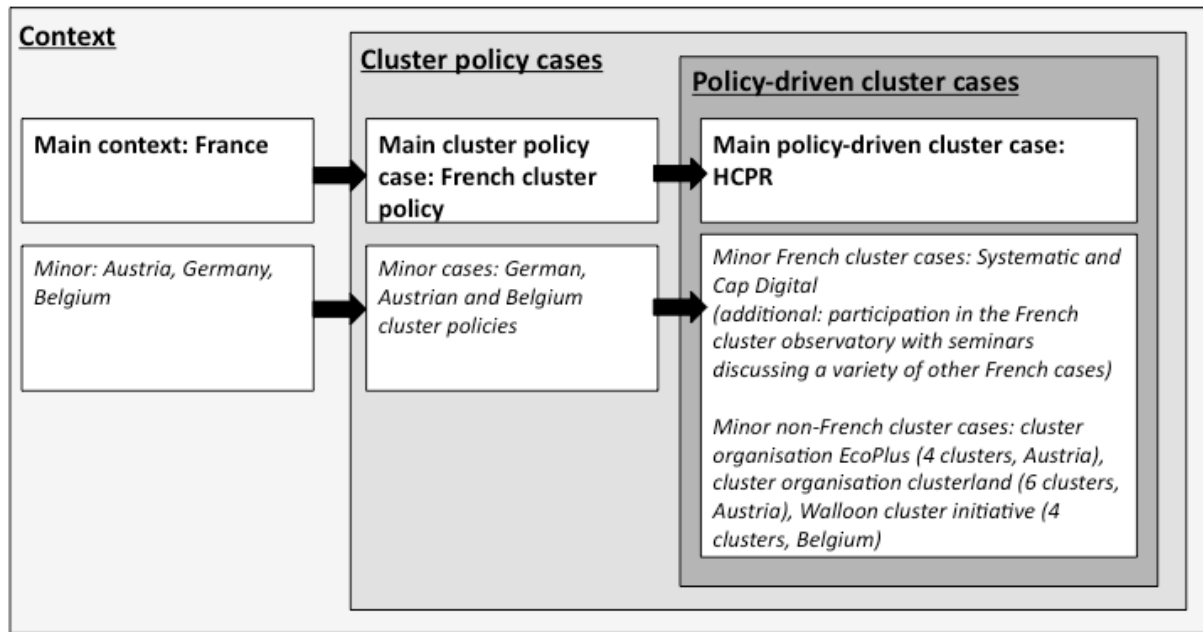 Context
Cluster policy cases
Policy-driven cluster cases
Main context: France
Main cluster policy
case: French cluster
policy
Main policy-driven cluster case:
HCPR
Minor: Austria, Germany,
Belgium
Minor cases: German,
Austrian and Belgium
cluster policies
Minor French cluster cases: Systematic and
Cap Digital
(additional: participation in the French
cluster observatory with seminars
discussing a variety of other French cases)
Minor non-French cluster cases: cluster
organisation EcoPlus (4 clusters, Austria),
cluster organisation clusterland (6 clusters,
Austria), Walloon cluster initiative (4
clusters, Belgium)